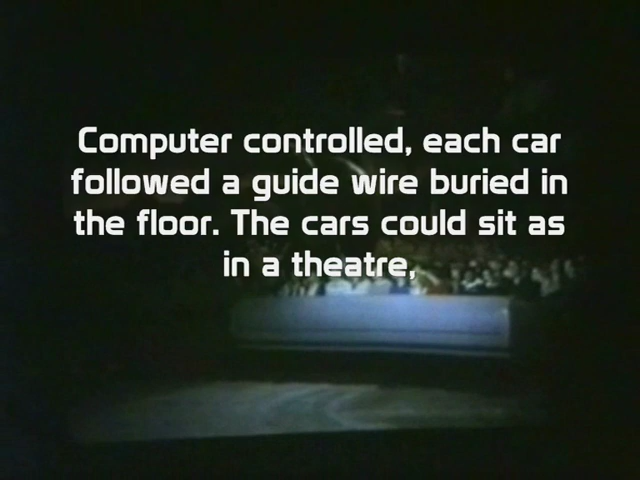 Computer controlled, each car
followed a guide wire buried in
the floor. The cars could sit as
in a theatre,